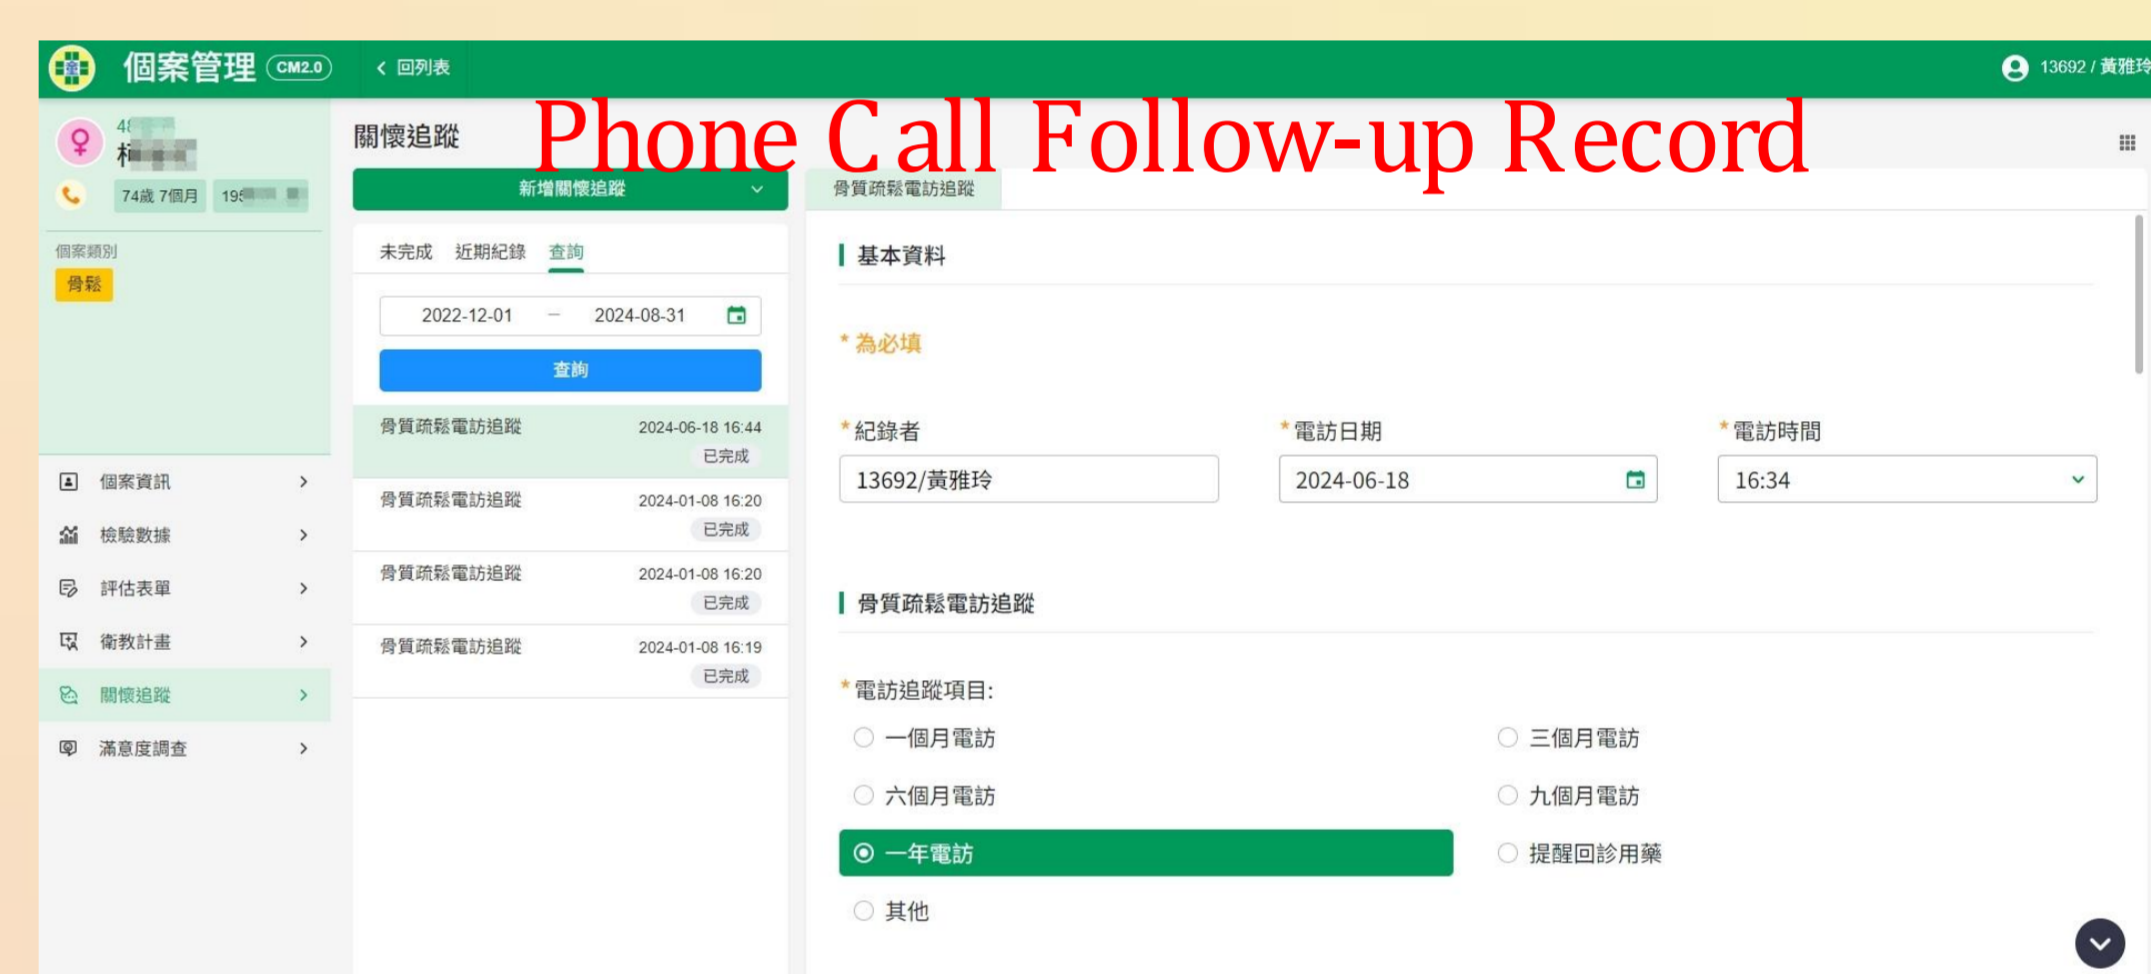 個案管理 CM2.0 回列表 13692 / 黃雅玲
Phone Call Follow-up Record
74歲 7個月
個案類別
骨鬆
個案資訊
檢驗數據
評估表單
衛教計畫
關懷追蹤
滿意度調查
關懷追蹤
新增關懷追蹤
未完成 近期紀錄 查詢
2022-12-01 – 2024-08-31
查詢
骨質疏鬆電訪追蹤 2024-06-18 16:44
已完成
骨質疏鬆電訪追蹤 2024-01-08 16:20
已完成
骨質疏鬆電訪追蹤 2024-01-08 16:20
已完成
骨質疏鬆電訪追蹤 2024-01-08 16:19
已完成
骨質疏鬆電訪追蹤
基本資料
* 為必填
* 紀錄者 * 電訪日期 * 電訪時間
13692/黃雅玲 2024-06-18 16:34
骨質疏鬆電訪追蹤
* 電訪追蹤項目:
一個月電訪 三個月電訪
六個月電訪 九個月電訪
一年電訪 提醒回診用藥
其他